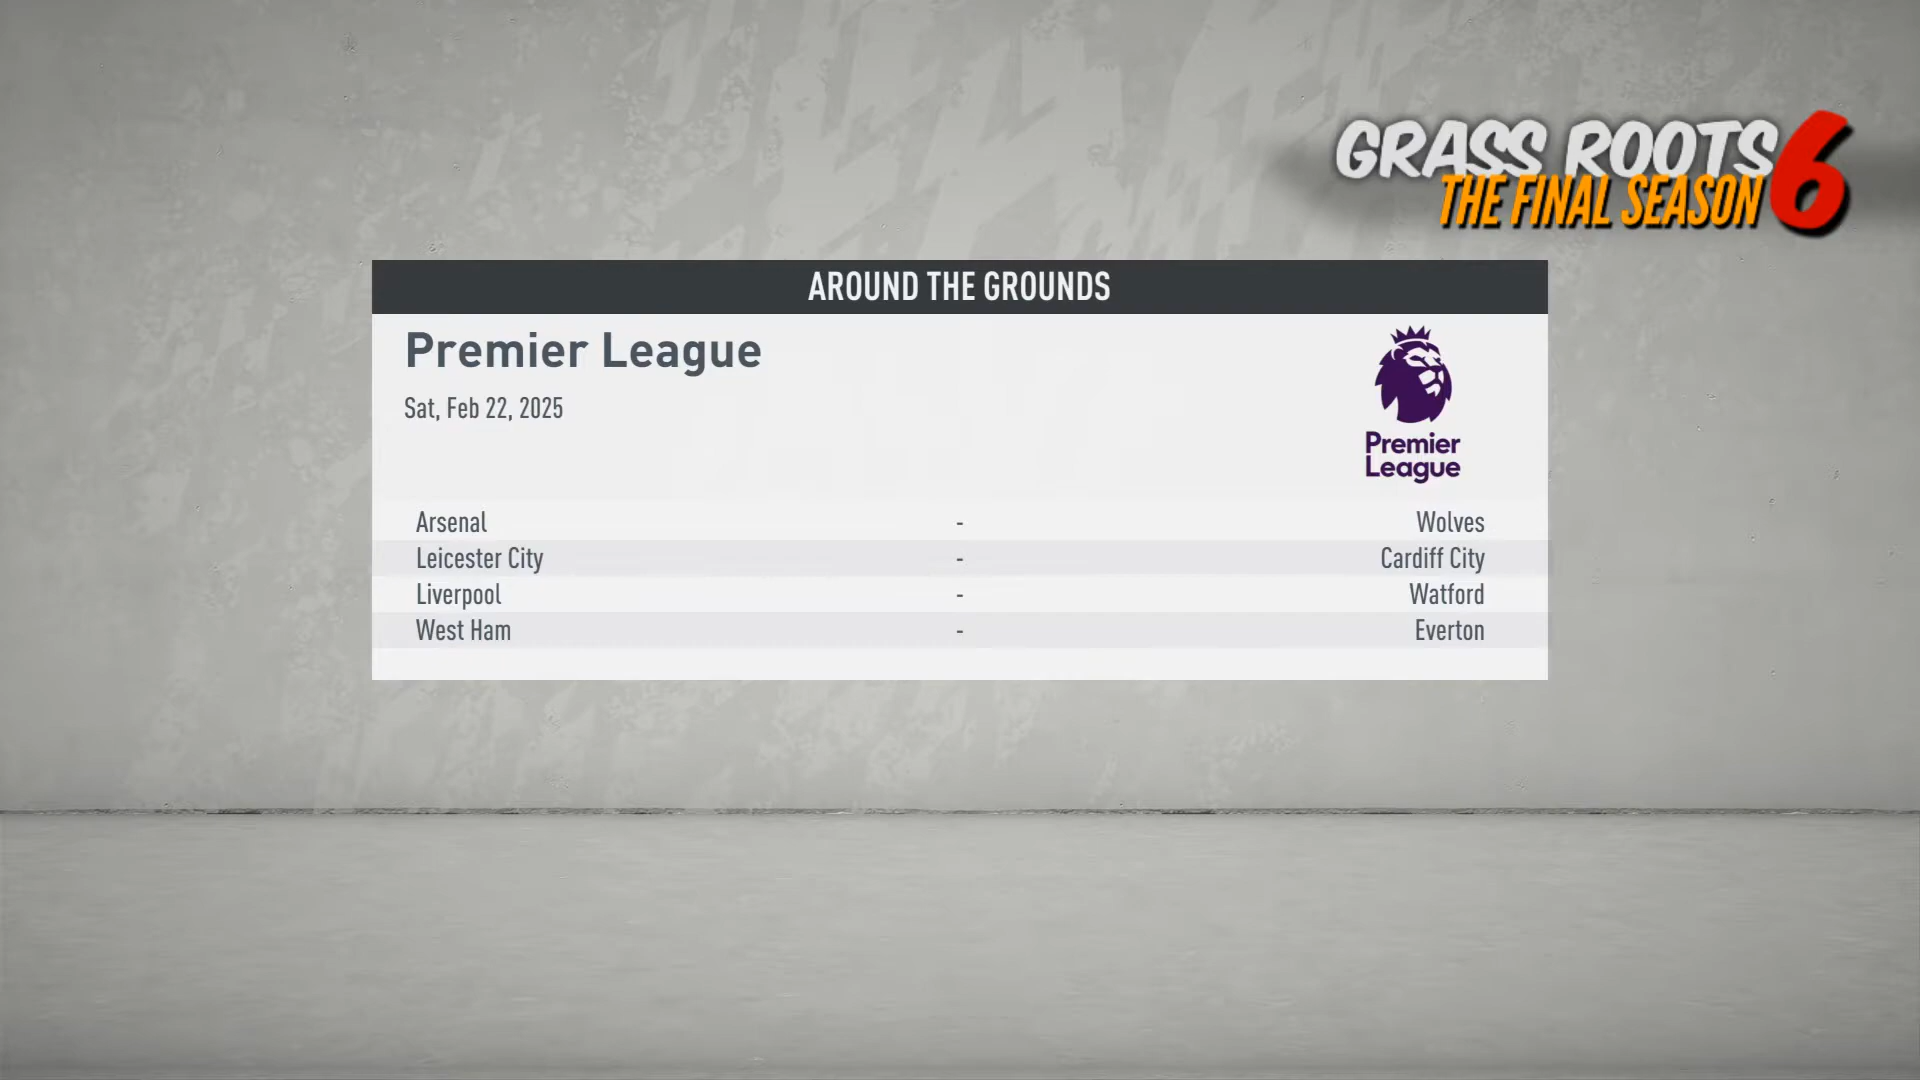 GRASS ROOTS 6
THE FINAL SEASON
AROUND THE GROUNDS
Premier League
Sat, Feb 22, 2025
Premier
League
Arsenal - Wolves
Leicester City - Cardiff City
Liverpool - Watford
West Ham - Everton